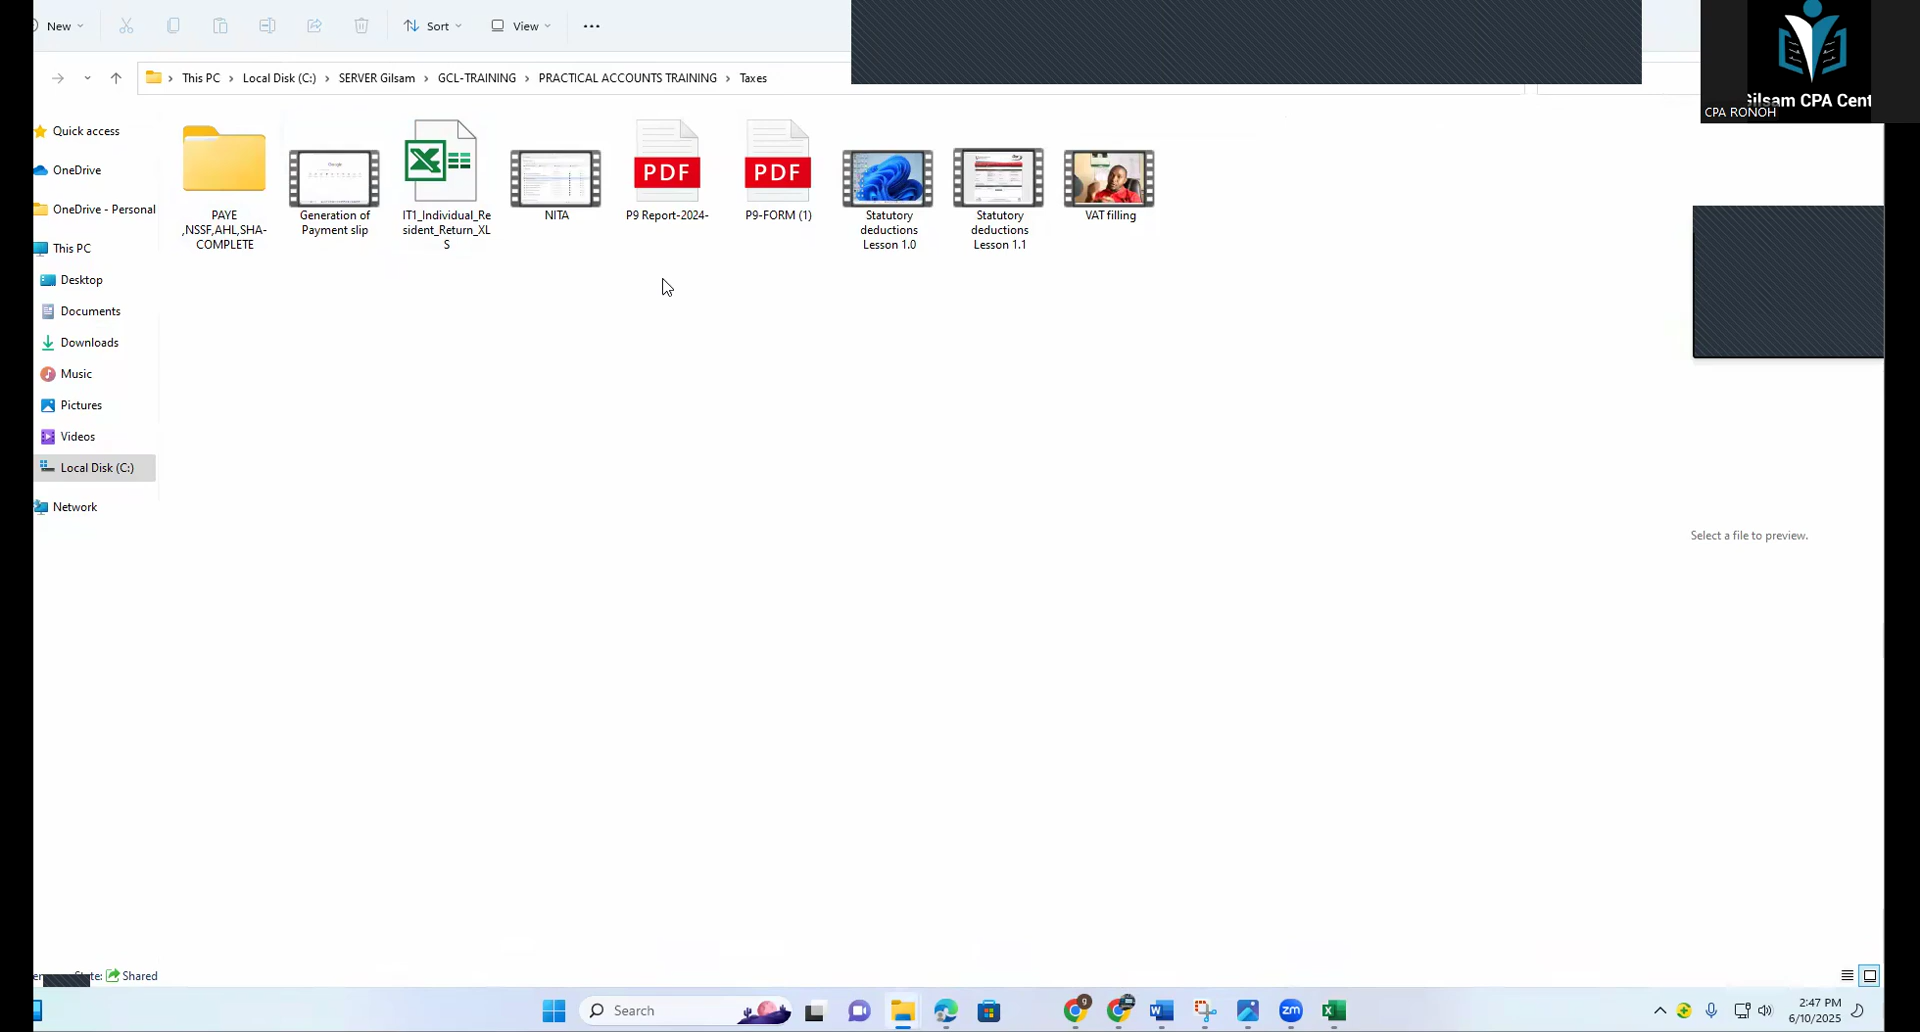 New
Sort
View
This PC
Local Disk (C:)
SERVER Gilsam
GCL-TRAINING
PRACTICAL ACCOUNTS TRAINING
Taxes
Gilsam CPA Cent
CPA RONOH
Quick access
OneDrive
OneDrive - Personal
This PC
Desktop
Documents
Downloads
Music
Pictures
Videos
Local Disk (C:)
Network
PAYE
,NSSF,AHL,SHA-
COMPLETE
Generation of
Payment slip
IT1_Individual_Re
sident_Return_XL
S
NITA
PDF
P9 Report-2024-
PDF
P9-FORM (1)
Statutory
deductions
Lesson 1.0
Statutory
deductions
Lesson 1.1
VAT filling
Select a file to preview.
Shared
Search
zm
2:47 PM
6/10/2025